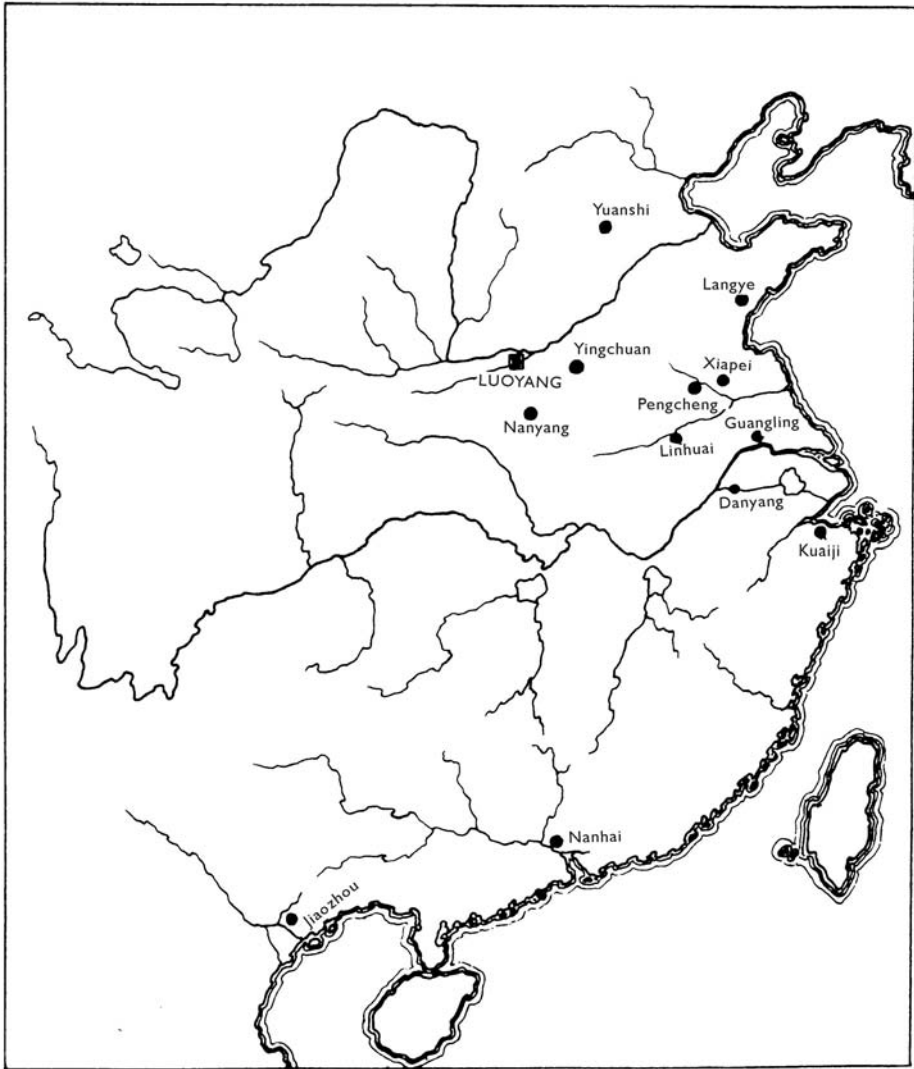 Yuanshi
Langye
Yingchuan
Xiapei
LUOYANG
Pengcheng
Nanyang
Guangling
Linhuai
Danyang
Kuaiji
Nanhai
Jiaozhou